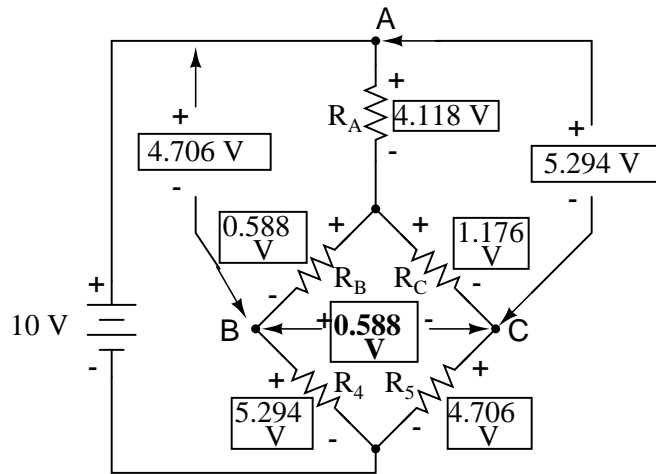 A
+
R_A
4.118 V
-
+
4.706 V
-
+
5.294 V
-
0.588
V
+
R_B
-
+
1.176
V
R_C
-
+
10 V
-
B
+
0.588
V
-
C
+
R_4
5.294
V
-
R_5
+
4.706
V
-